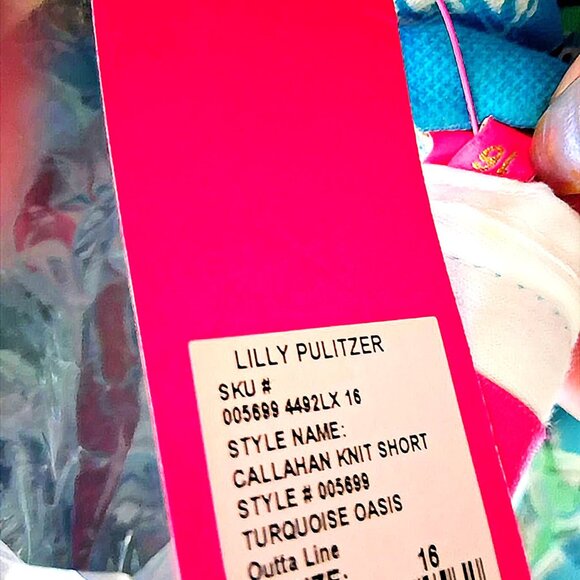 LILLY PULITZER
SKU #
005699 4492LX 16
STYLE NAME:
CALLAHAN KNIT SHORT
STYLE # 005699
TURQUOISE OASIS
Outta Line
16